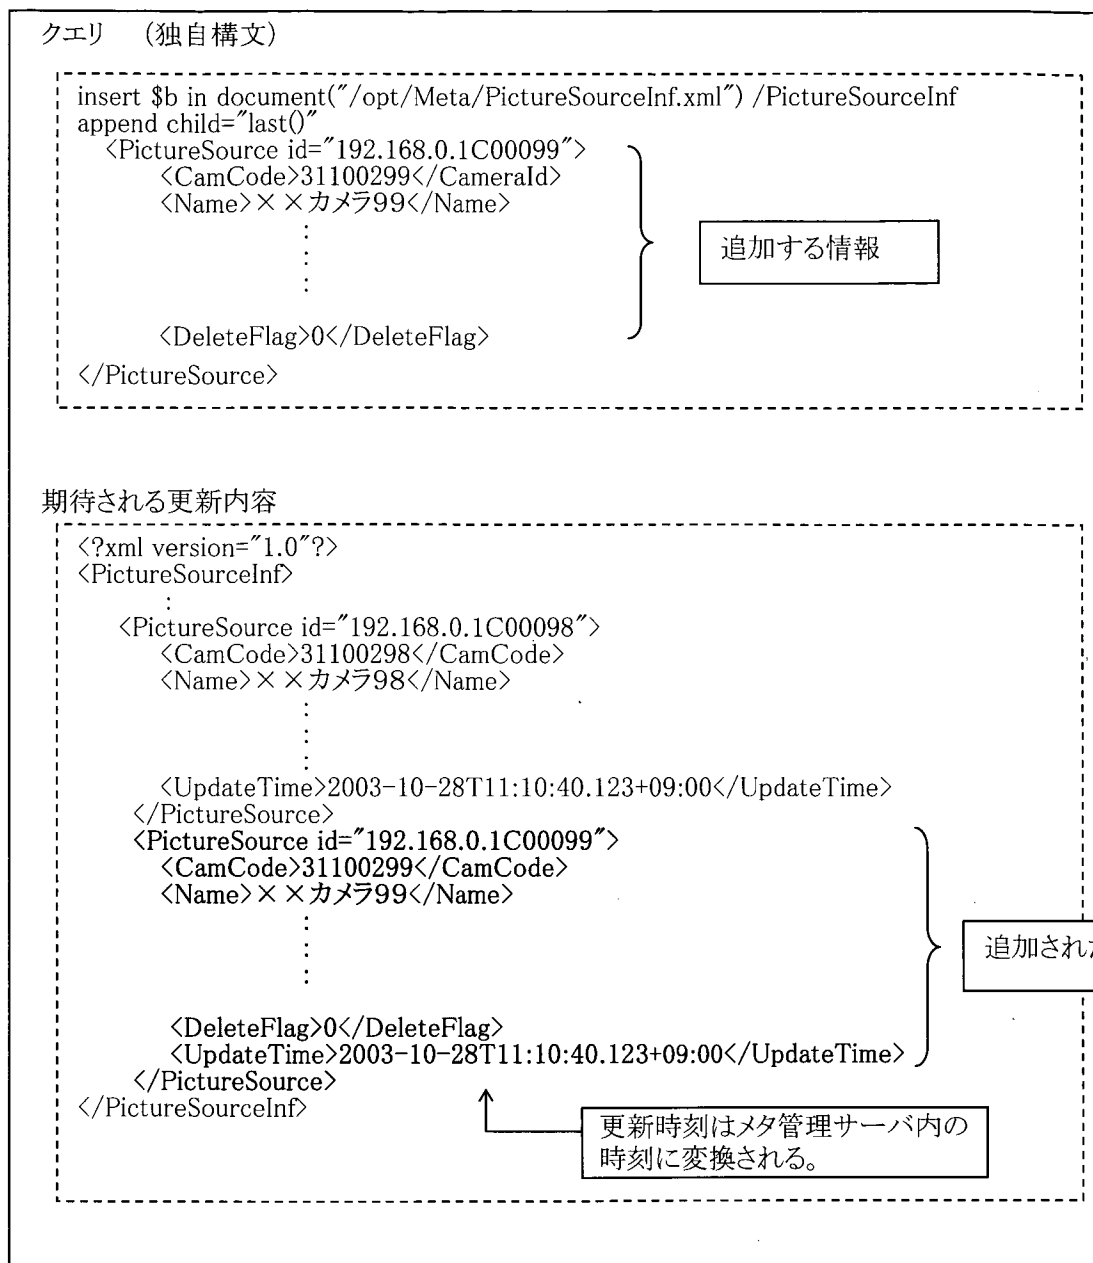 クエリ （独自構文）
insert $b in document("/opt/Meta/PictureSourceInf.xml") /PictureSourceInf
append child="last()"
<PictureSource id="192.168.0.1C00099">
<CamCode>31100299</CameraId>
<Name>××カメラ99</Name>
:
:
<DeleteFlag>0</DeleteFlag>
</PictureSource>
追加する情報
期待される更新内容
<?xml version="1.0"?>
<PictureSourceInf>
:
<PictureSource id="192.168.0.1C00098">
<CamCode>31100298</CamCode>
<Name>××カメラ98</Name>
:
:
<UpdateTime>2003-10-28T11:10:40.123+09:00</UpdateTime>
</PictureSource>
<PictureSource id="192.168.0.1C00099">
<CamCode>31100299</CamCode>
<Name>××カメラ99</Name>
:
:
<DeleteFlag>0</DeleteFlag>
<UpdateTime>2003-10-28T11:10:40.123+09:00</UpdateTime>
</PictureSource>
</PictureSourceInf>
追加され
更新時刻はメタ管理サーバ内の
時刻に変換される。